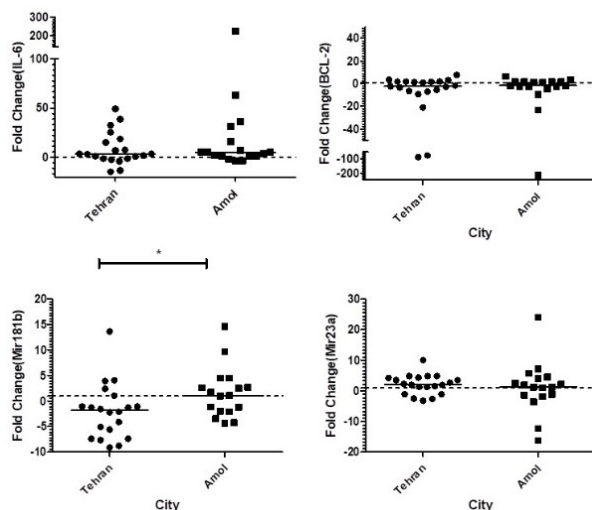 Fold Change(IL-6)
300
200
100
50
0
Tehran
Amol
Fold Change(BCL-2)
40
20
0
-20
-40
-100
-200
Tehran
Amol
City
*
Fold Change(Mir181b)
20
15
10
5
0
-5
-10
Tehran
Amol
City
Fold Change(Mir23a)
30
20
10
0
-10
-20
Tehran
Amol
City